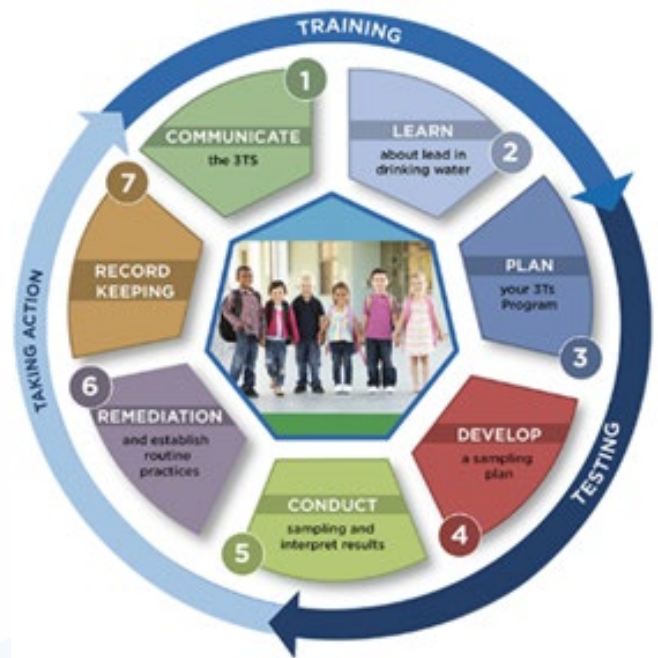 TRAINING
1
COMMUNICATE
the 3TS
2
LEARN
about lead in
drinking water
3
PLAN
your 3Ts
Program
TESTING
4
DEVELOP
a sampling
plan
5
CONDUCT
sampling and
interpret results
6
REMEDIATION
and establish
routine
practices
TAKING ACTION
7
RECORD
KEEPING